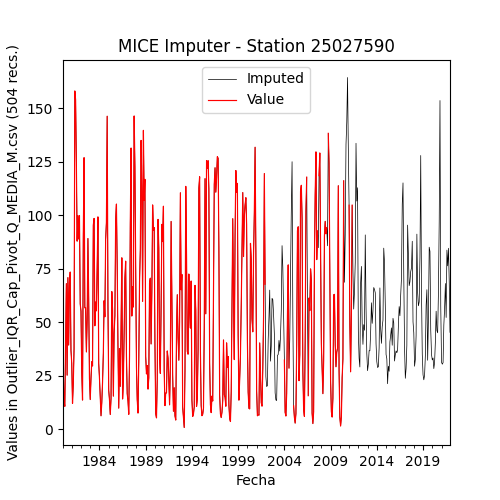 MICE Imputer - Station 25027590
Imputed
Value
Values in Outlier_IQR_Cap_Pivot_Q_MEDIA_M.csv (504 recs.)
150
125
100
75
50
25
0
1984 1989 1994 1999 2004 2009 2014 2019
Fecha